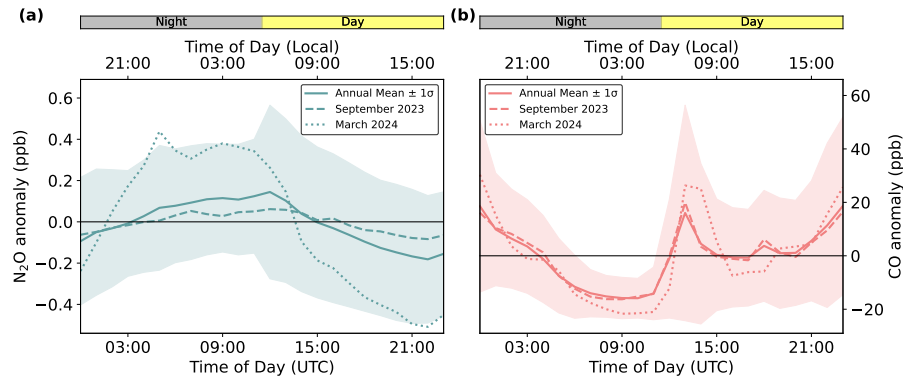 (a)
Night
Day
Time of Day (Local)
21:00 03:00 09:00 15:00
N₂O anomaly (ppb)
0.6
0.4
0.2
0.0
−0.2
−0.4
Annual Mean ± 1σ
September 2023
March 2024
03:00 09:00 15:00 21:00
Time of Day (UTC)
(b)
Night
Day
Time of Day (Local)
21:00 03:00 09:00 15:00
Annual Mean ± 1σ
September 2023
March 2024
60
40
20
0
−20
CO anomaly (ppb)
03:00 09:00 15:00 21:00
Time of Day (UTC)